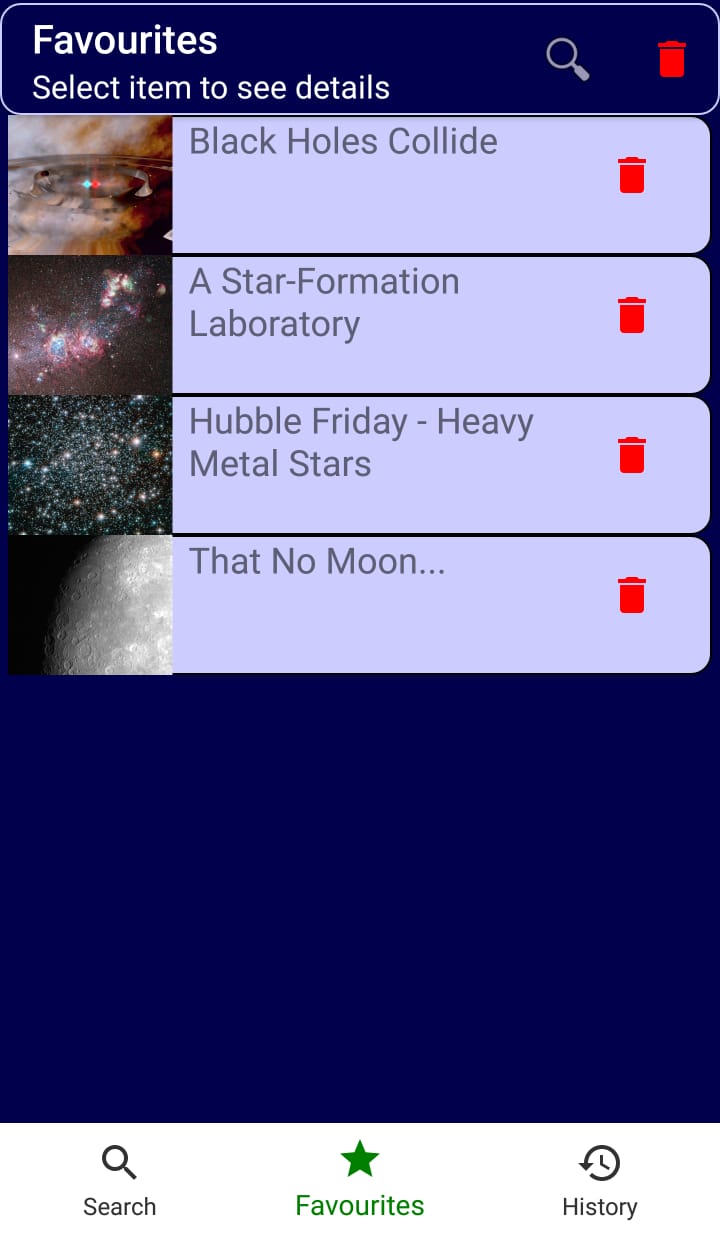 Favourites
Select item to see details
Black Holes Collide
A Star-Formation
Laboratory
Hubble Friday - Heavy
Metal Stars
That No Moon...
Search
Favourites
History